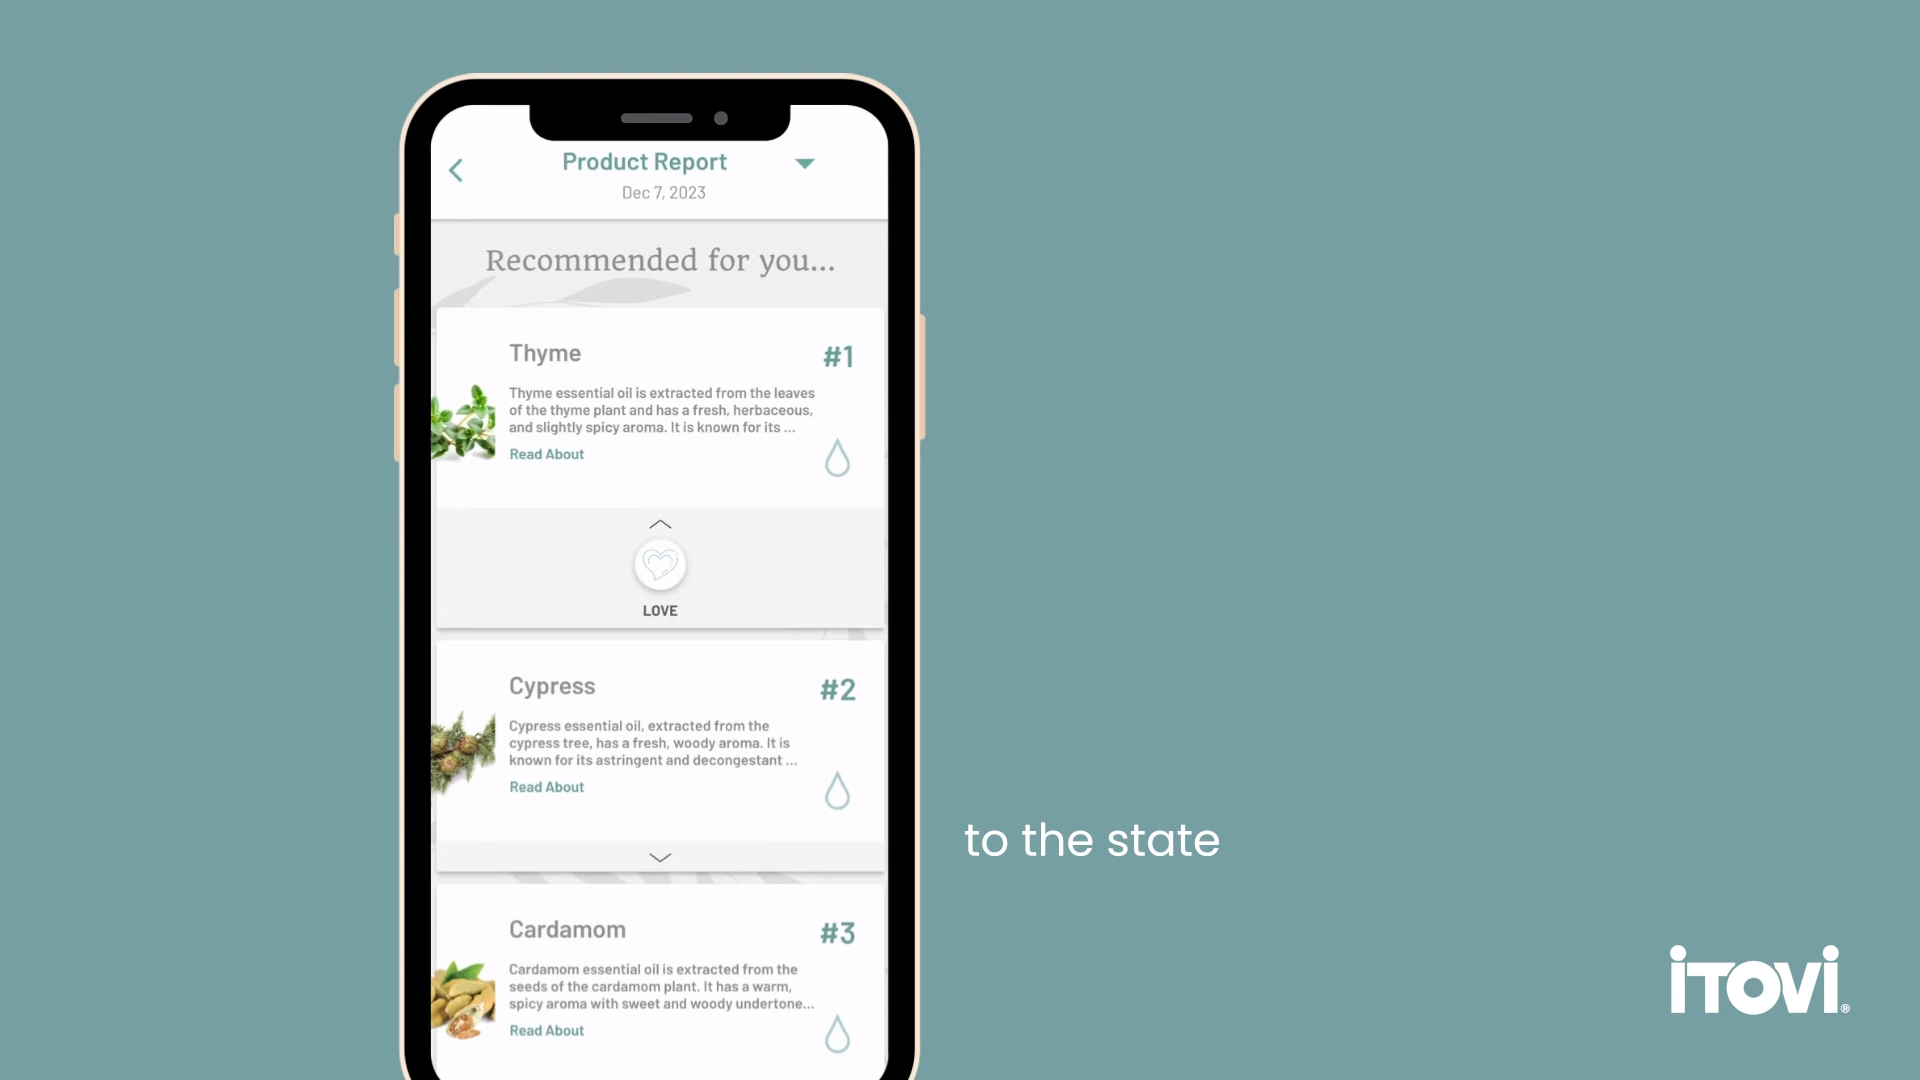 Product Report
Dec 7, 2023
Recommended for you...
Thyme
#1
Thyme essential oil is extracted from the leaves
of the thyme plant and has a fresh, herbaceous,
and slightly spicy aroma. It is known for its ...
Read About
LOVE
Cypress
#2
Cypress essential oil, extracted from the
cypress tree, has a fresh, woody aroma. It is
known for its astringent and decongestant ...
Read About
Cardamom
#3
Cardamom essential oil is extracted from the
seeds of the cardamom plant. It has a warm,
spicy aroma with sweet and woody undertone...
Read About
to the state
iTOVi®